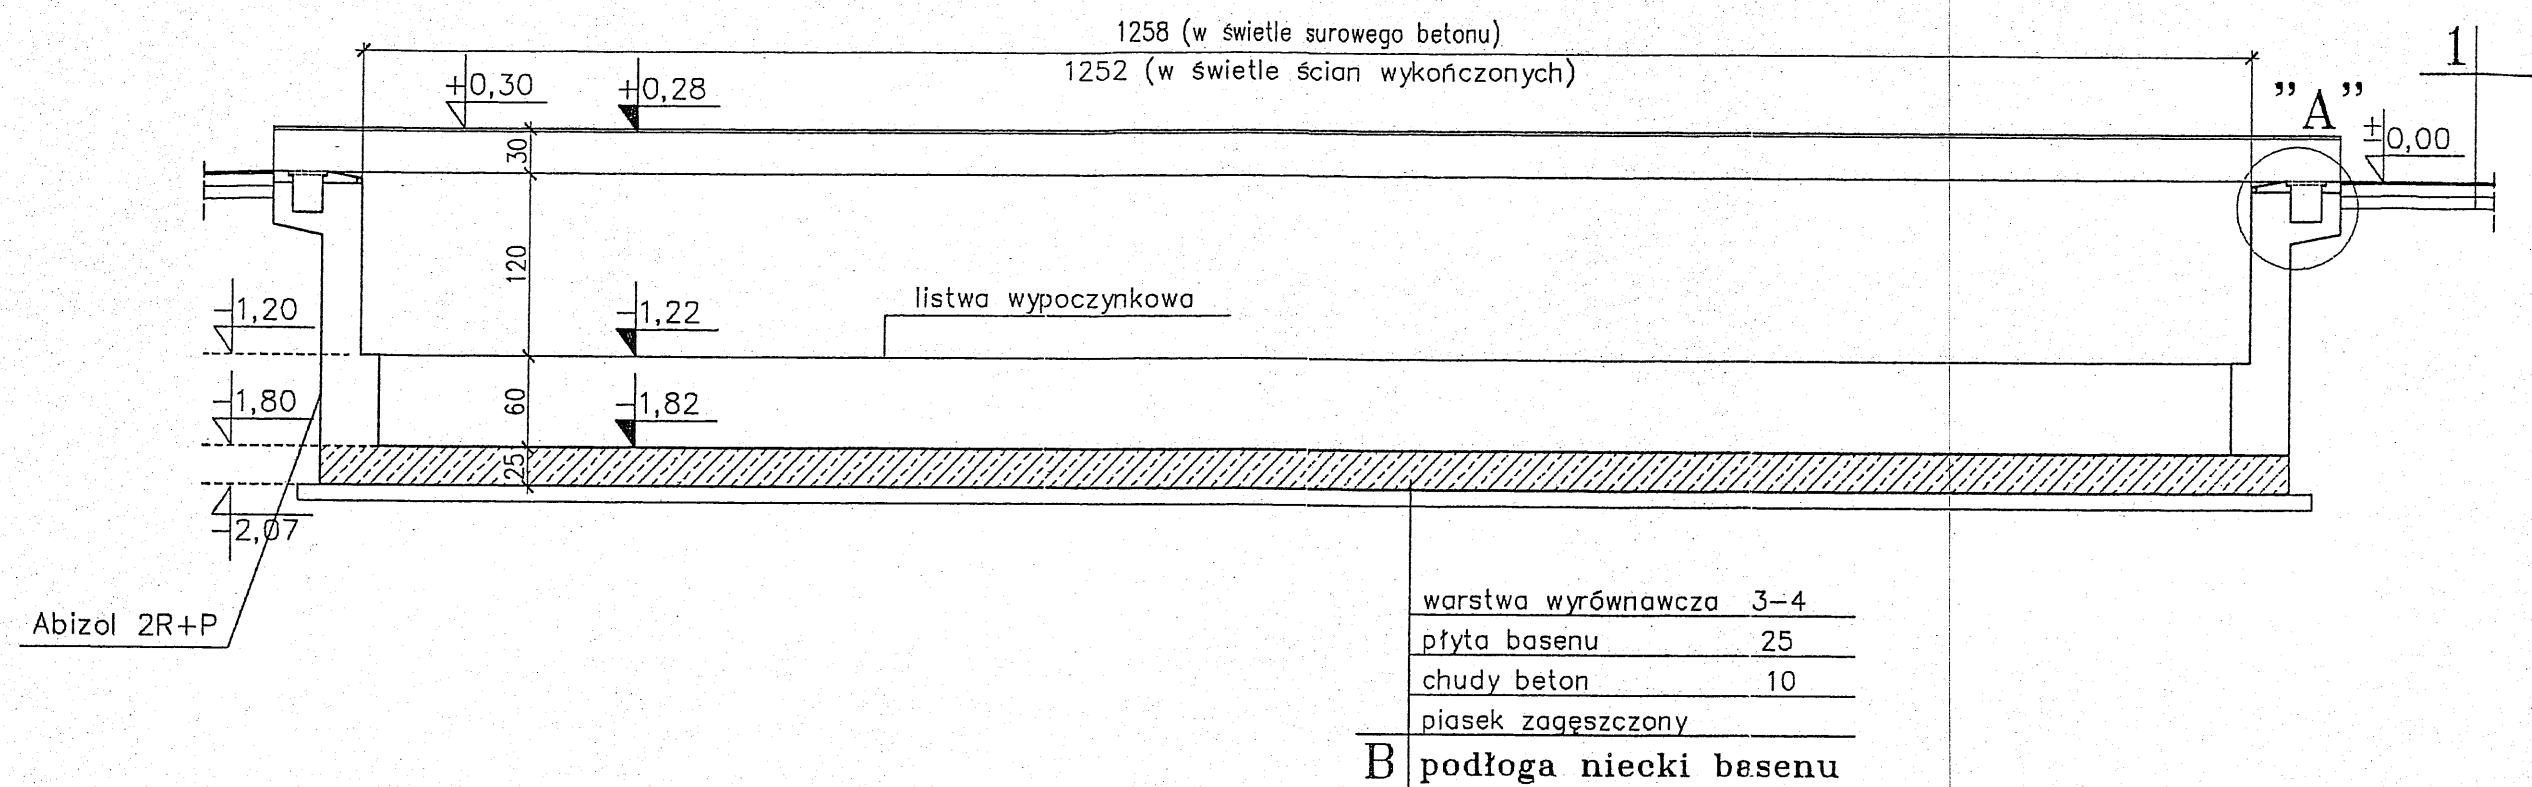 1258 (w świetle surowego betonu)
1252 (w świetle ścian wykończonych)
1
"A"
+0,30
+0,28
±0,00
30
120
-1,20
-1,22
listwa wypoczynkowa
-1,80
60
-1,82
25
-2,07
Abizol 2R+P
warstwa wyrównawcza 3-4
płyta basenu 25
chudy beton 10
piasek zagęszczony
B podłoga niecki basenu